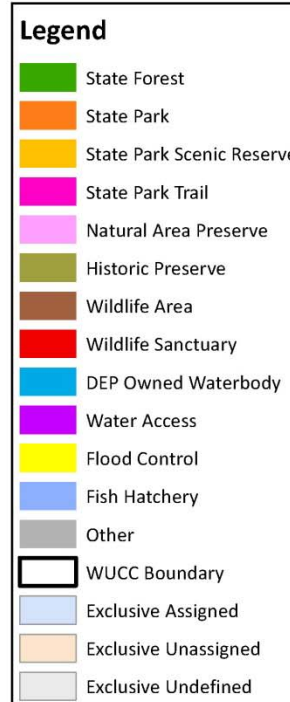 Legend
State Forest
State Park
State Park Scenic Reserve
State Park Trail
Natural Area Preserve
Historic Preserve
Wildlife Area
Wildlife Sanctuary
DEP Owned Waterbody
Water Access
Flood Control
Fish Hatchery
Other
WUCC Boundary
Exclusive Assigned
Exclusive Unassigned
Exclusive Undefined